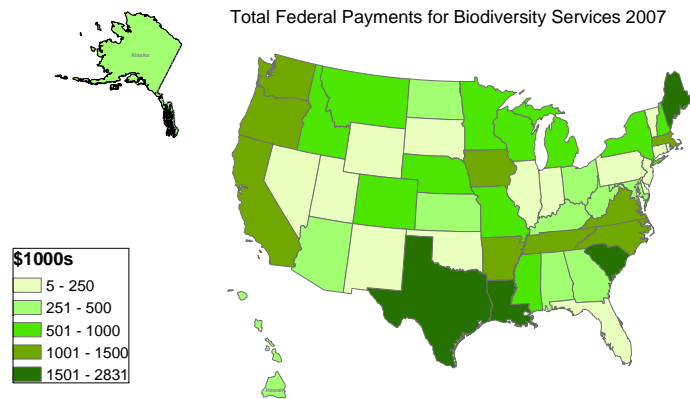 Total Federal Payments for Biodiversity Services 2007
Alaska
$1000s
5 - 250
251 - 500
501 - 1000
1001 - 1500
1501 - 2831
Hawaii